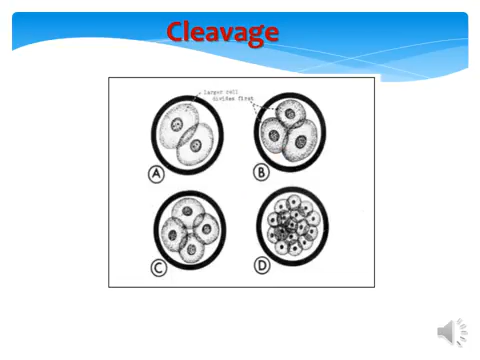 Cleavage
larger cell
divides first
A
B
C
D